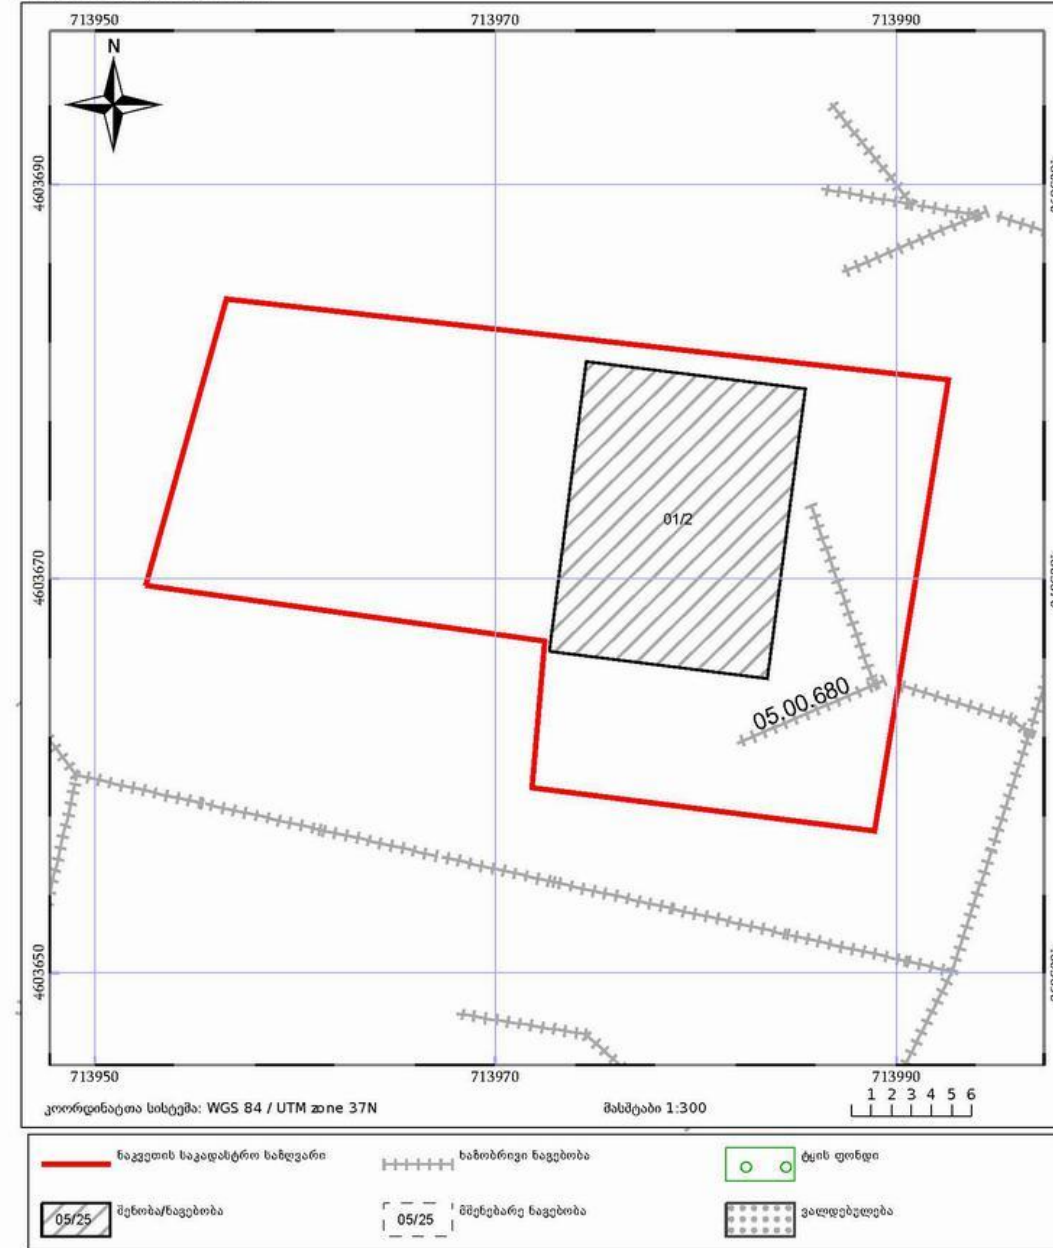 713950 713970 713990
N
4603690
01/2
4603670
05.00.680
4603650
713950 713970 713990
კოორდინატთა სისტემა: WGS 84 / UTM zone 37N მასშტაბი 1:300 1 2 3 4 5 6
ნაკვეთის საკადასტრო საზღვარი ხაზობრივი ნაგებობა ტყის ფონდი
05/25 შენობა/ნაგებობა 05/25 მშენებარე ნაგებობა ვალდებულება